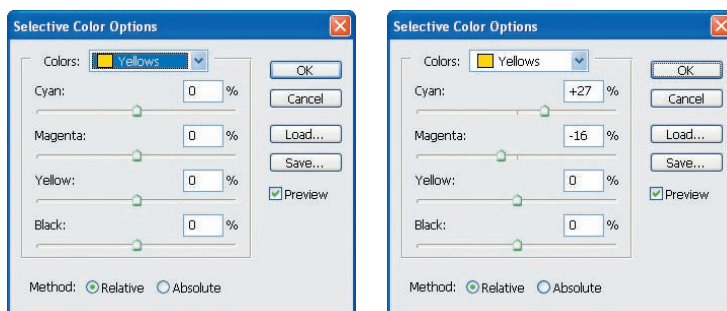 Selective Color Options
Colors: Yellows
OK
Cyan: 0 %
Cancel
Magenta: 0 %
Load...
Save...
Yellow: 0 %
Preview
Black: 0 %
Method: Relative Absolute
Selective Color Options
Colors: Yellows
OK
Cyan: +27 %
Cancel
Magenta: -16 %
Load...
Save...
Yellow: 0 %
Preview
Black: 0 %
Method: Relative Absolute